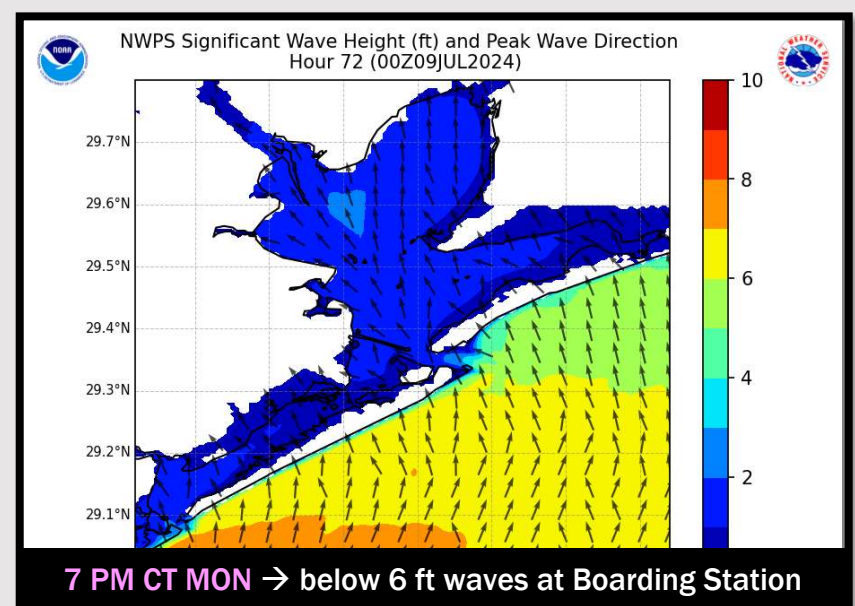 NWPS Significant Wave Height (ft) and Peak Wave Direction
Hour 72 (00Z09JUL2024)
NOAA
10
29.7°N
8
29.6°N
29.5°N
6
29.4°N
29.3°N
4
29.2°N
2
29.1°N
7 PM CT MON → below 6 ft waves at Boarding Station